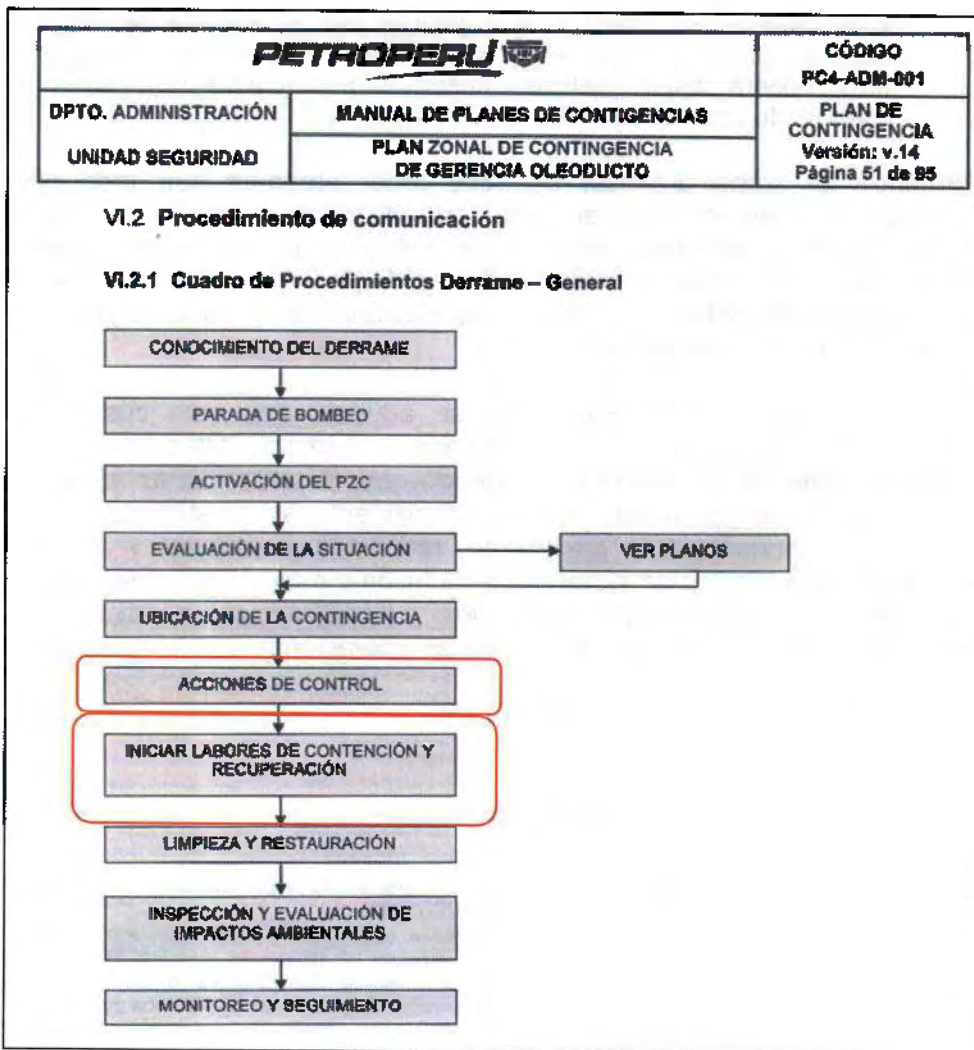 PETROPERU
CÓDIGO
PC4-ADM-001
DPTO. ADMINISTRACIÓN
UNIDAD SEGURIDAD
MANUAL DE PLANES DE CONTIGENCIAS
PLAN ZONAL DE CONTINGENCIA
DE GERENCIA OLEODUCTO
PLAN DE
CONTINGENCIA
Versión: v.14
Página 51 de 95
VI.2 Procedimiento de comunicación
VI.2.1 Cuadro de Procedimientos Derrame – General
CONOCIMIENTO DEL DERRAME
PARADA DE BOMBEO
ACTIVACIÓN DEL PZC
EVALUACIÓN DE LA SITUACIÓN
VER PLANOS
UBICACIÓN DE LA CONTINGENCIA
ACCIONES DE CONTROL
INICIAR LABORES DE CONTENCIÓN Y
RECUPERACIÓN
LIMPIEZA Y RESTAURACIÓN
INSPECCIÓN Y EVALUACIÓN DE
IMPACTOS AMBIENTALES
MONITOREO Y SEGUIMIENTO